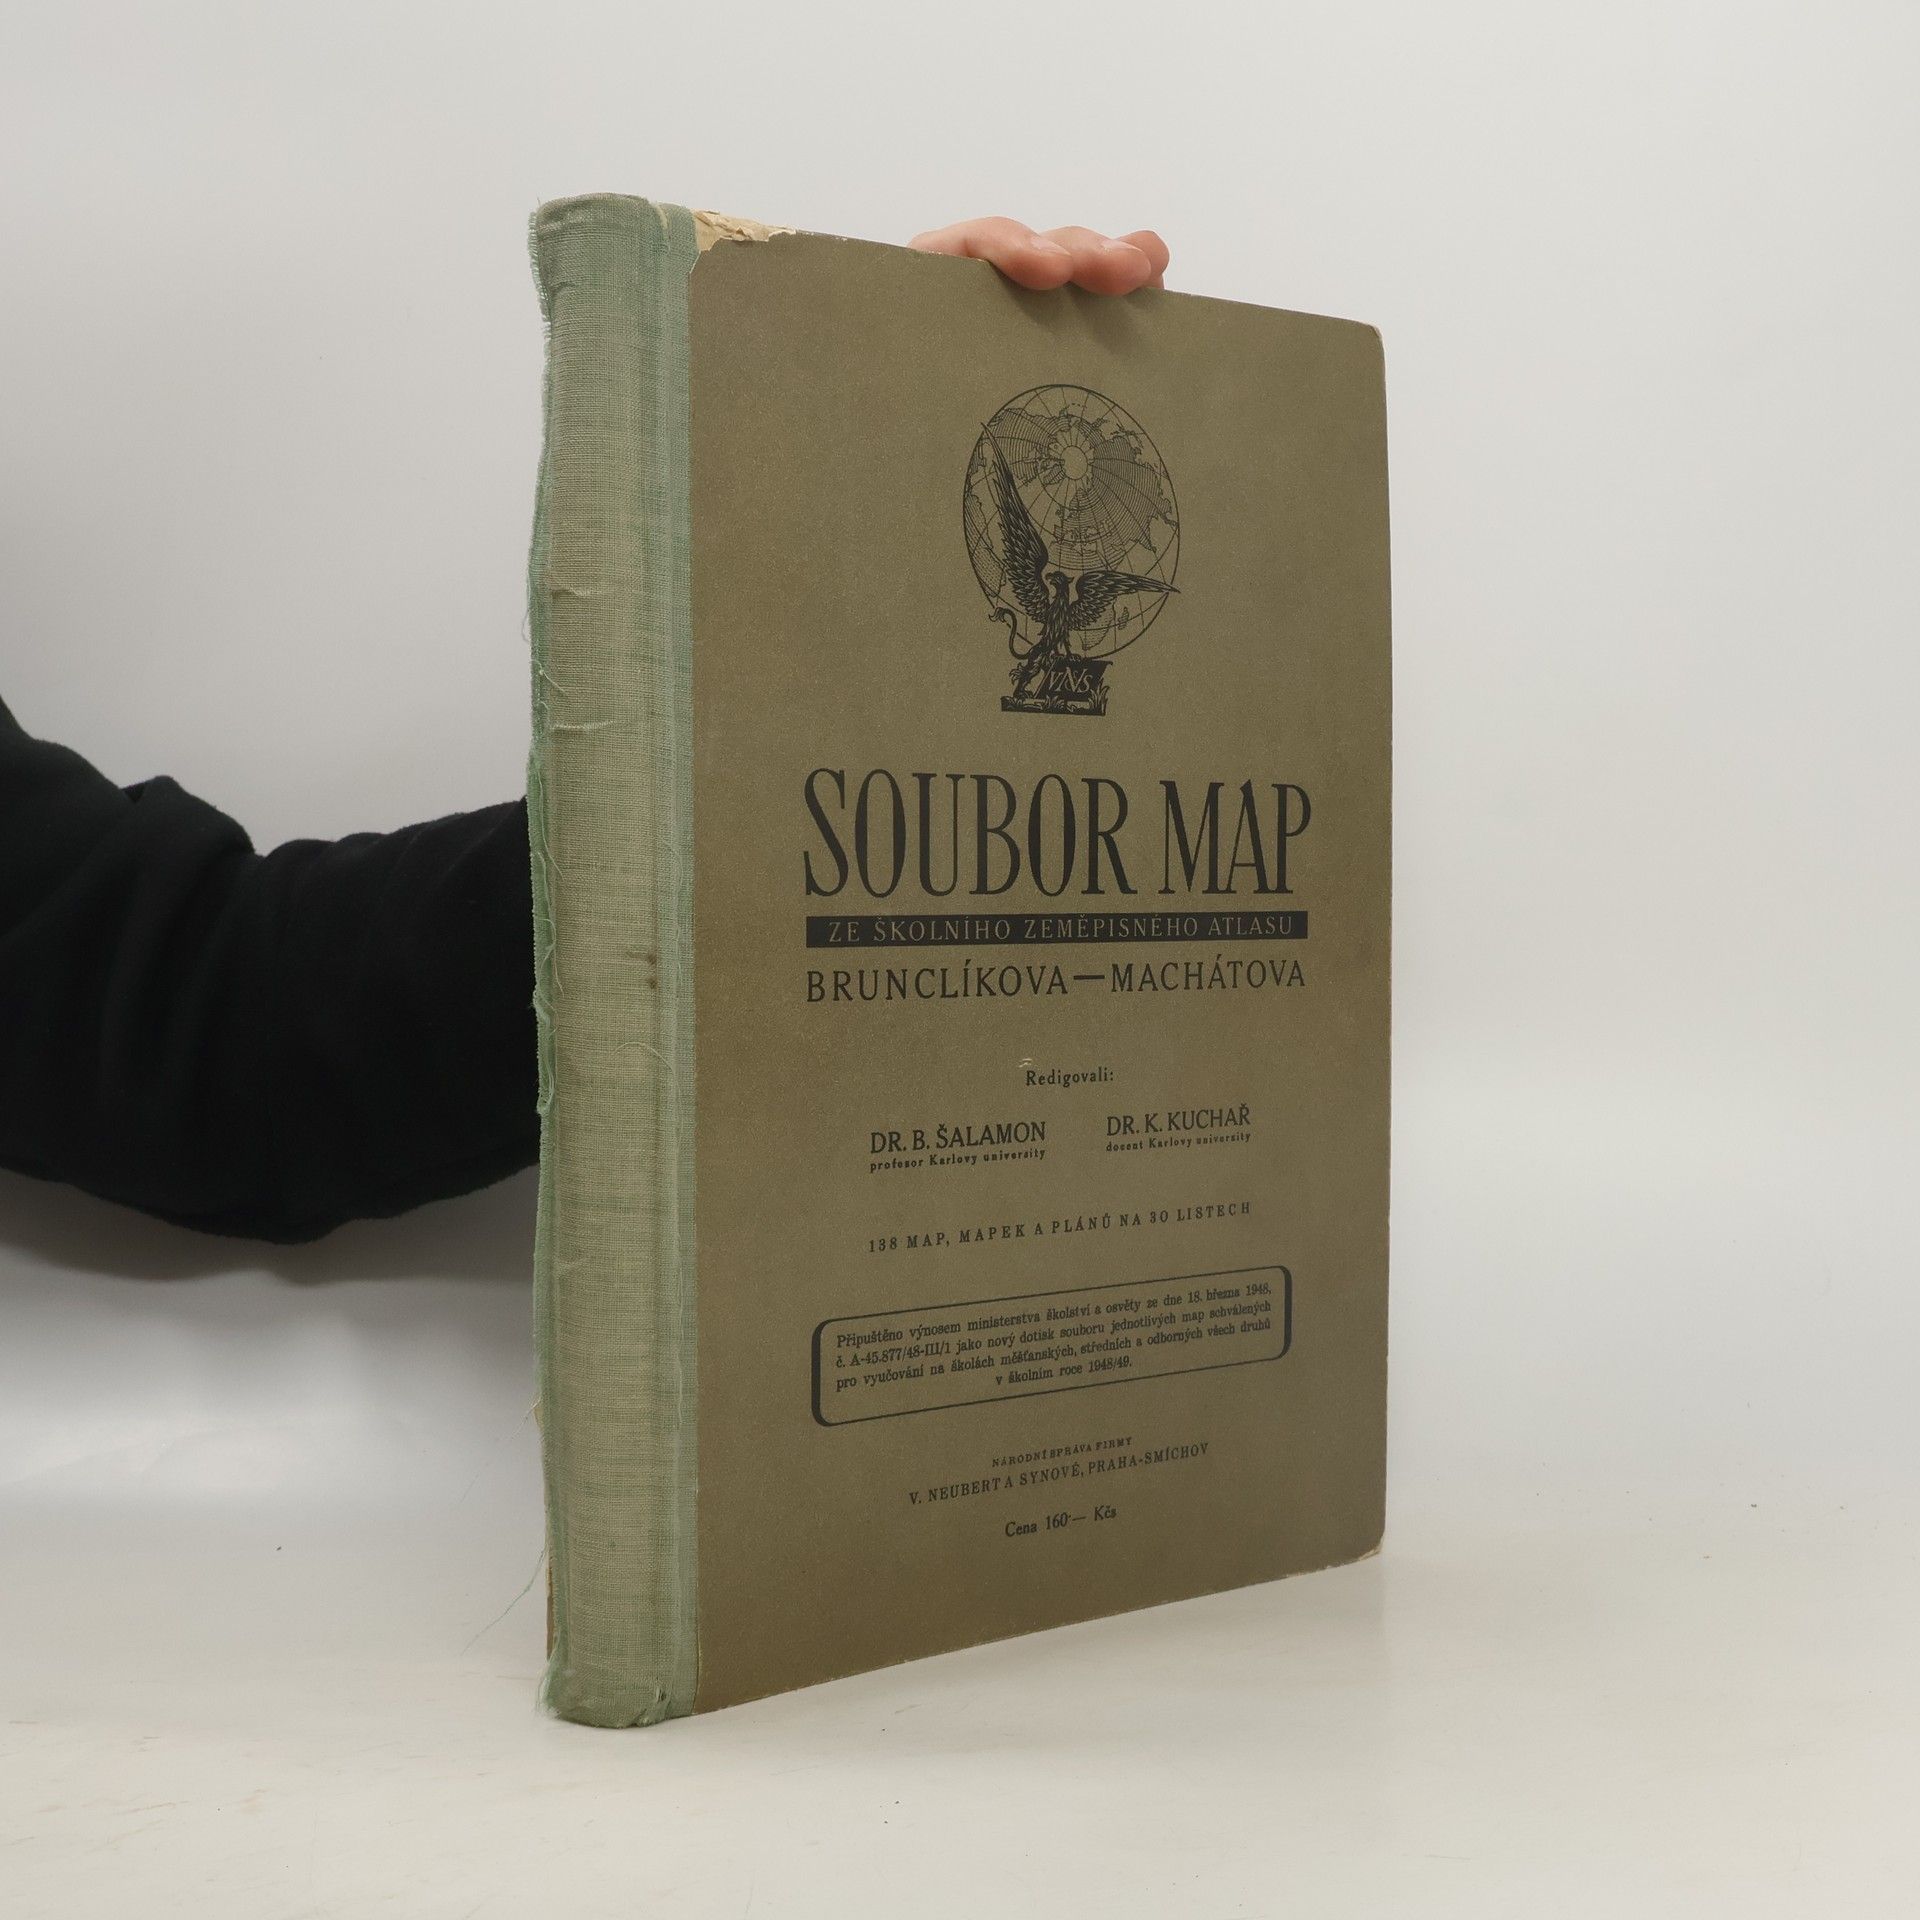 VNS
SOUBOR MAP
ZE ŠKOLNÍHO ZEMĚPISNÉHO ATLASU
BRUNCLÍKOVA—MACHÁTOVA
Redigovali:
DR. B. ŠALAMON
profesor Karlovy university
DR. K. KUCHAŘ
docent Karlovy university
138 MAP, MAPEK A PLÁNŮ NA 30 LISTECH
Připuštěno výnosem ministerstva školství a osvěty ze dne 18. března 1948,
č. A-45.877/48-III/1 jako nový dotisk souboru jednotlivých map schválených
pro vyučování na školách měšťanských, středních a odborných všech druhů
v školním roce 1948/49.
NÁRODNÍ SPRÁVA FIRMY
V. NEUBERT A SYNOVÉ, PRAHA-SMÍCHOV
Cena 160·— Kčs